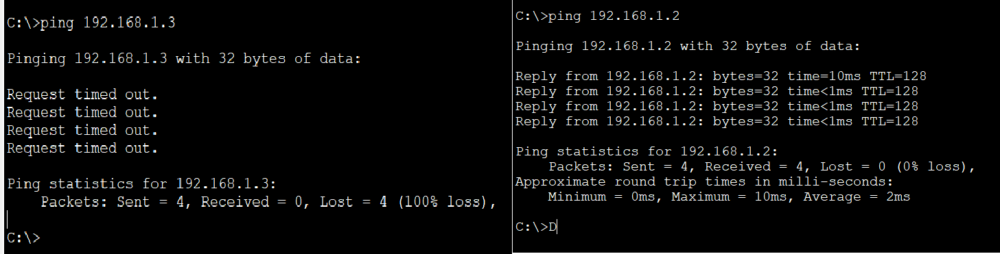 C:\>ping 192.168.1.3
Pinging 192.168.1.3 with 32 bytes of data:
Request timed out.
Request timed out.
Request timed out.
Request timed out.
Ping statistics for 192.168.1.3:
    Packets: Sent = 4, Received = 0, Lost = 4 (100% loss),
C:\>
C:\>ping 192.168.1.2
Pinging 192.168.1.2 with 32 bytes of data:
Reply from 192.168.1.2: bytes=32 time=10ms TTL=128
Reply from 192.168.1.2: bytes=32 time<1ms TTL=128
Reply from 192.168.1.2: bytes=32 time<1ms TTL=128
Reply from 192.168.1.2: bytes=32 time<1ms TTL=128
Ping statistics for 192.168.1.2:
    Packets: Sent = 4, Received = 4, Lost = 0 (0% loss),
Approximate round trip times in milli-seconds:
    Minimum = 0ms, Maximum = 10ms, Average = 2ms
C:\>D